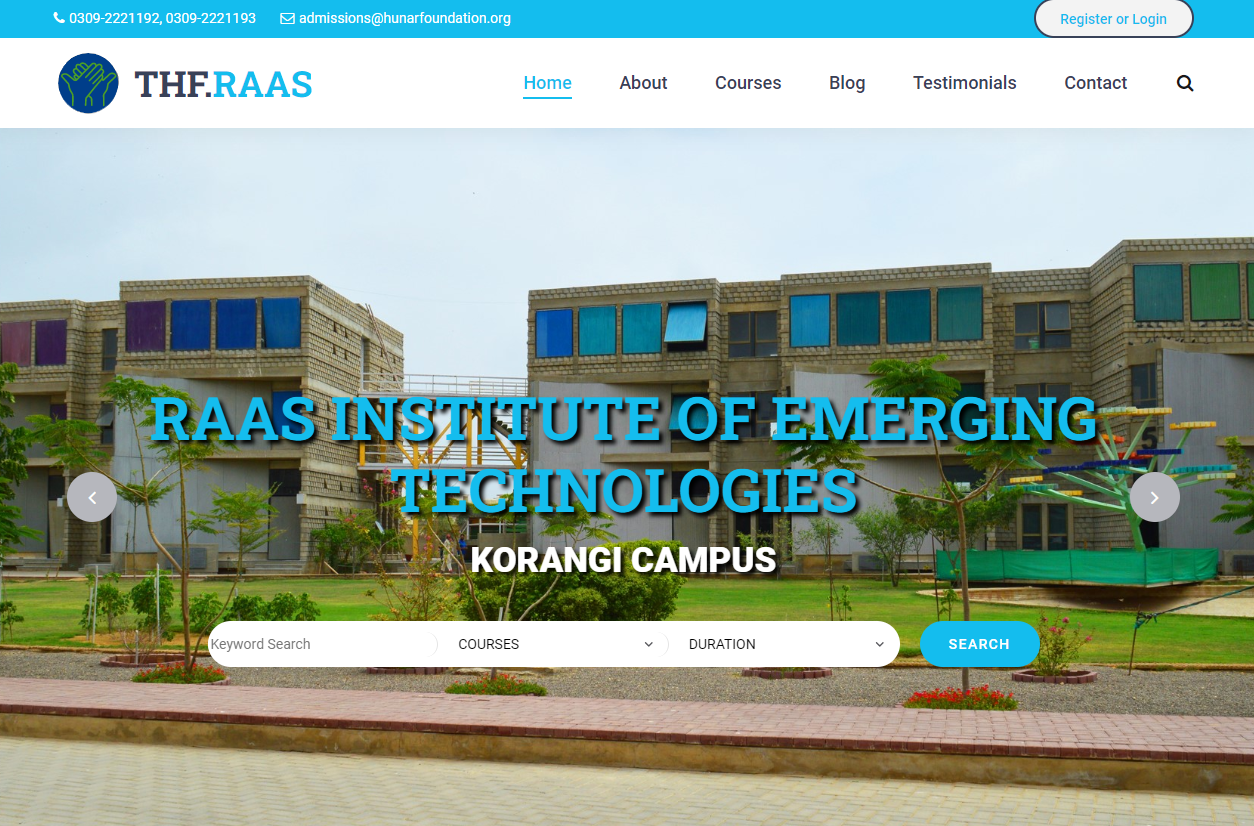 0309-2221192, 0309-2221193 admissions@hunarfoundation.org Register or Login
THF.RAAS Home About Courses Blog Testimonials Contact
RAAS INSTITUTE OF EMERGING
TECHNOLOGIES
KORANGI CAMPUS
Keyword Search COURSES DURATION SEARCH